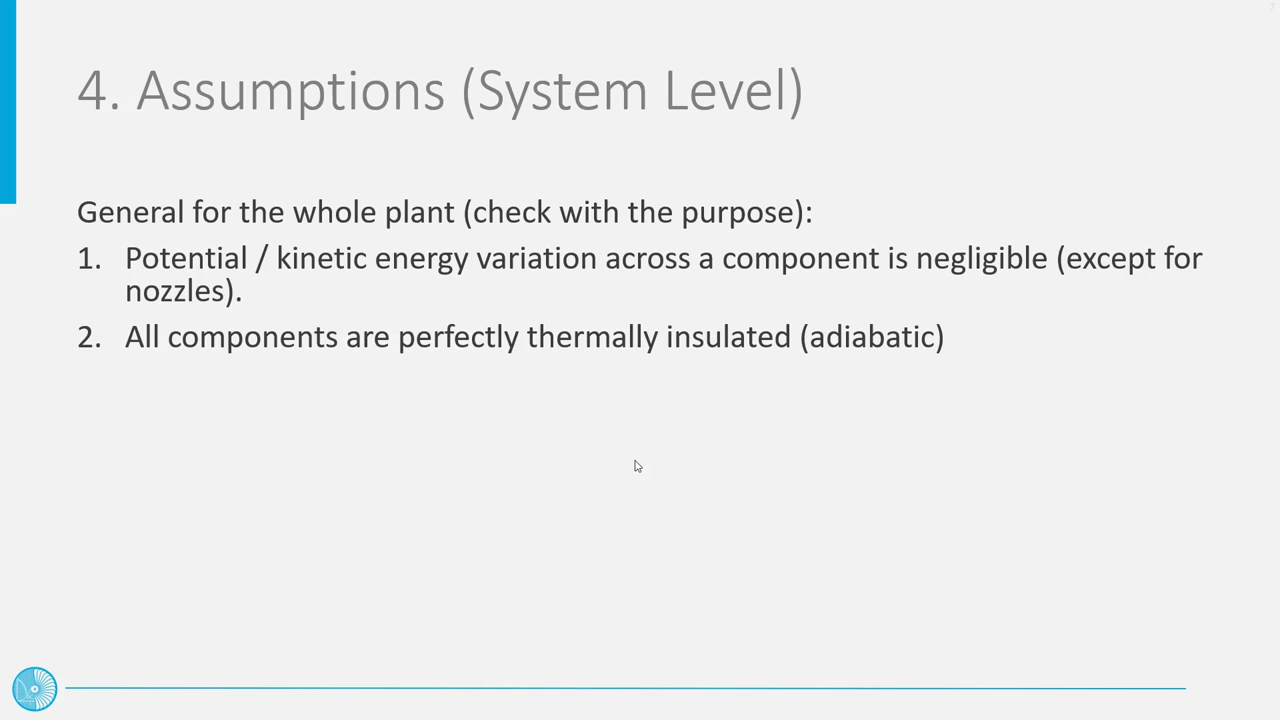 7
4. Assumptions (System Level)
General for the whole plant (check with the purpose):
1. Potential / kinetic energy variation across a component is negligible (except for
nozzles).
2. All components are perfectly thermally insulated (adiabatic)